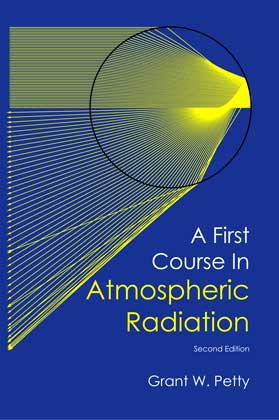 A First
Course In
Atmospheric
Radiation
Second Edition
Grant W. Petty